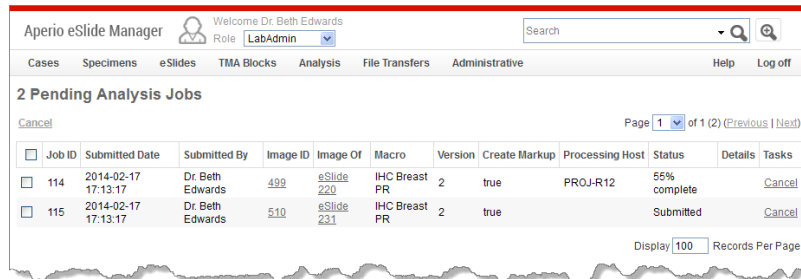 Aperio eSlide Manager
Welcome Dr. Beth Edwards
Role LabAdmin
Search
Cases Specimens eSlides TMA Blocks Analysis File Transfers Administrative Help Log off
2 Pending Analysis Jobs
Cancel
Page 1 of 1 (2) (Previous | Next)
Job ID Submitted Date Submitted By Image ID Image Of Macro Version Create Markup Processing Host Status Details Tasks
114 2014-02-17 17:13:17 Dr. Beth Edwards 499 eSlide 220 IHC Breast PR 2 true PROJ-R12 55% complete Cancel
115 2014-02-17 17:13:17 Dr. Beth Edwards 510 eSlide 231 IHC Breast PR 2 true Submitted Cancel
Display 100 Records Per Page